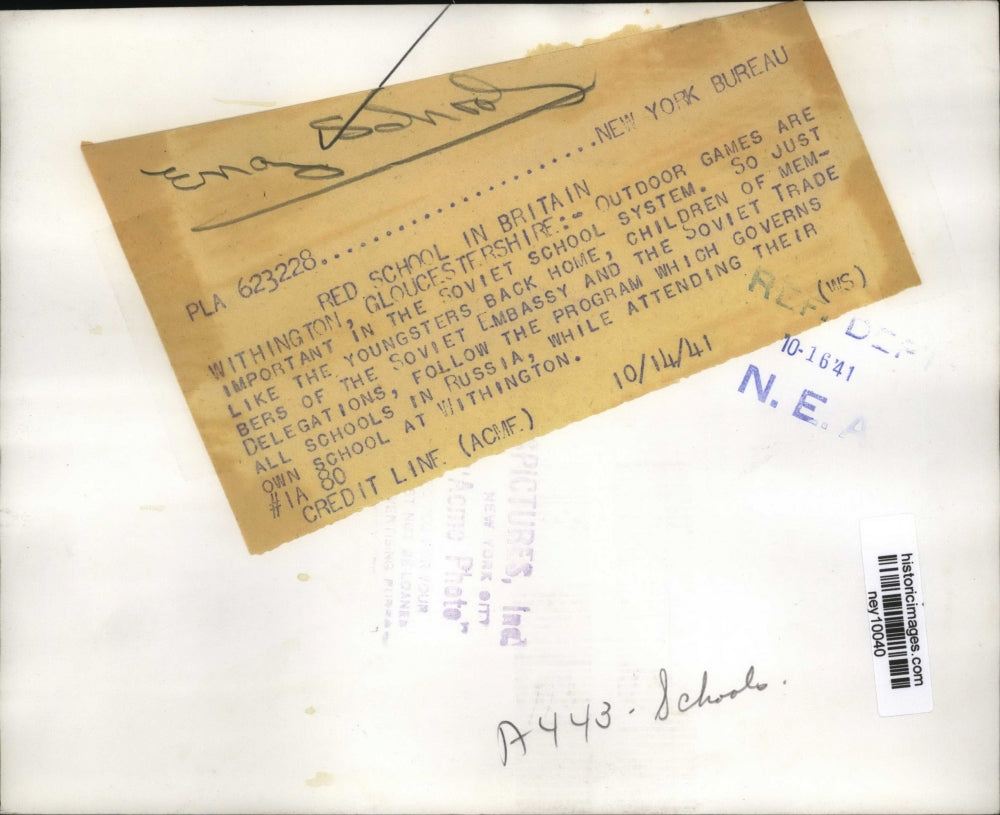 Eng Schools
PLA 623228....................NEW YORK BUREAU
RED SCHOOL IN BRITAIN
WITHINGTON, GLOUCESTERSHIRE:- OUTDOOR GAMES ARE
IMPORTANT IN THE SOVIET SCHOOL SYSTEM. SO JUST
LIKE THE YOUNGSTERS BACK HOME, CHILDREN OF MEM-
BERS OF THE SOVIET EMBASSY AND THE SOVIET TRADE
DELEGATIONS, FOLLOW THE PROGRAM WHICH GOVERNS
ALL SCHOOLS IN RUSSIA, WHILE ATTENDING THEIR
OWN SCHOOL AT WITHINGTON.
#1A 80
CREDIT LINE (ACME) 10/14/41 (WS)
REF. DEPT
10-16'41
N. E. A
PICTURES, Inc
NEW YORK CITY
"Acme Photo"
historicimages.com
ney10040
A443. Schools.